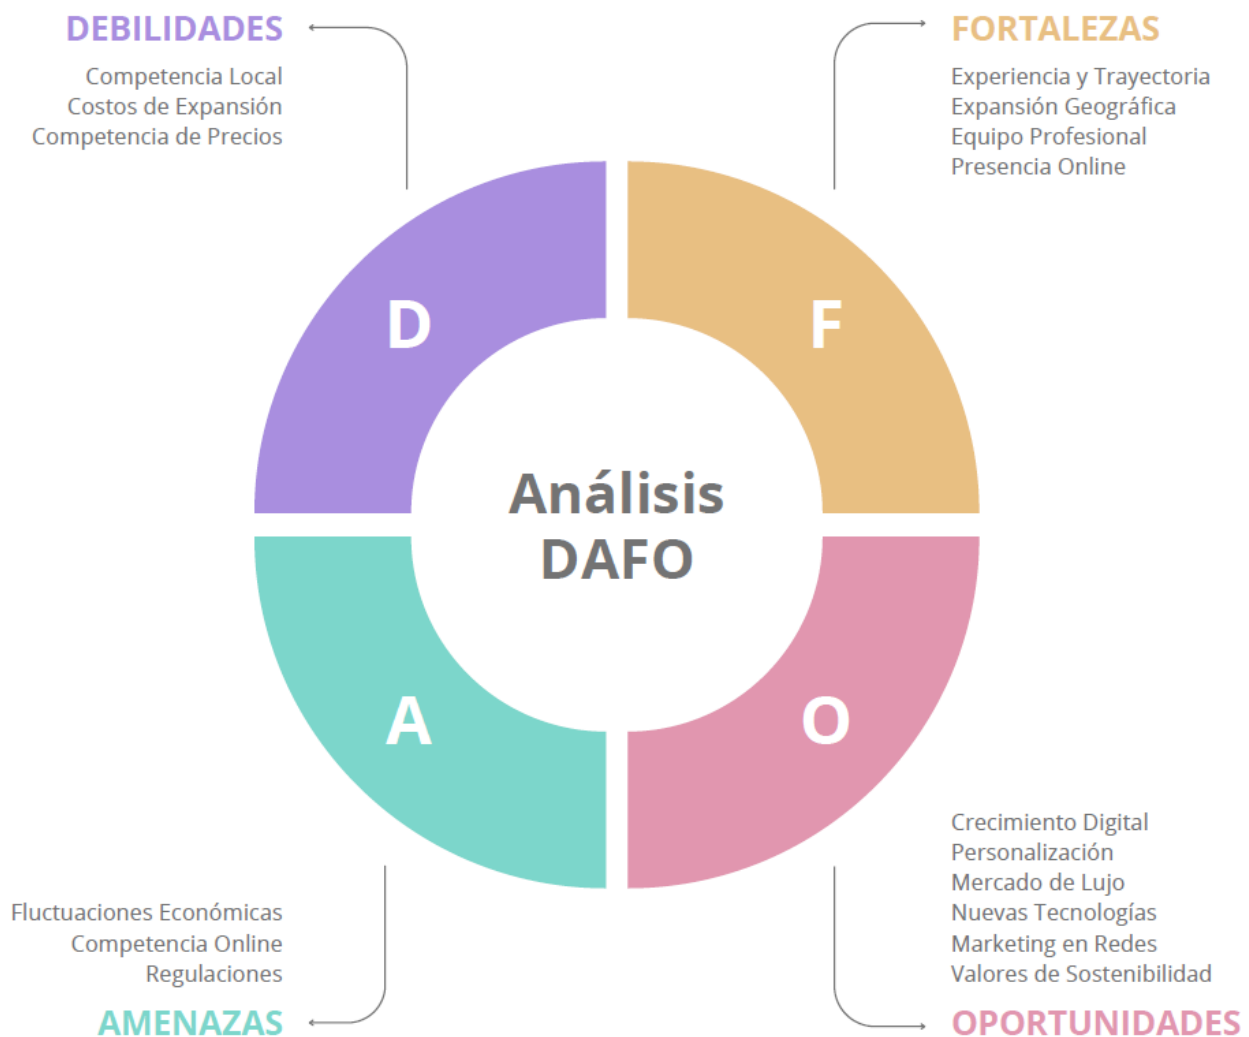 DEBILIDADES
Competencia Local
Costos de Expansión
Competencia de Precios
FORTALEZAS
Experiencia y Trayectoria
Expansión Geográfica
Equipo Profesional
Presencia Online
D
F
Análisis
DAFO
A
O
Fluctuaciones Económicas
Competencia Online
Regulaciones
AMENAZAS
Crecimiento Digital
Personalización
Mercado de Lujo
Nuevas Tecnologías
Marketing en Redes
Valores de Sostenibilidad
OPORTUNIDADES